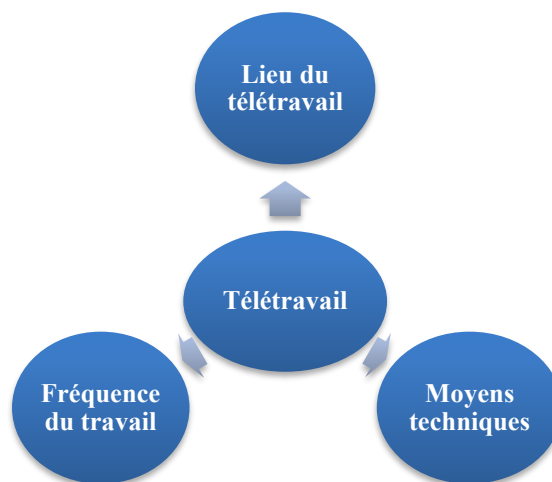 Lieu du
télétravail
Télétravail
Fréquence
du travail
Moyens
techniques